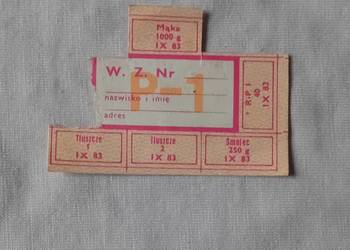 Mąka
1000 g
IX 83
W. Z. Nr
P-1
nazwisko i imię
adres
* R.P.I
40
IX 83
Tłuszcze
1
IX 83
Tłuszcze
2
IX 83
Smalec
250 g
IX 83